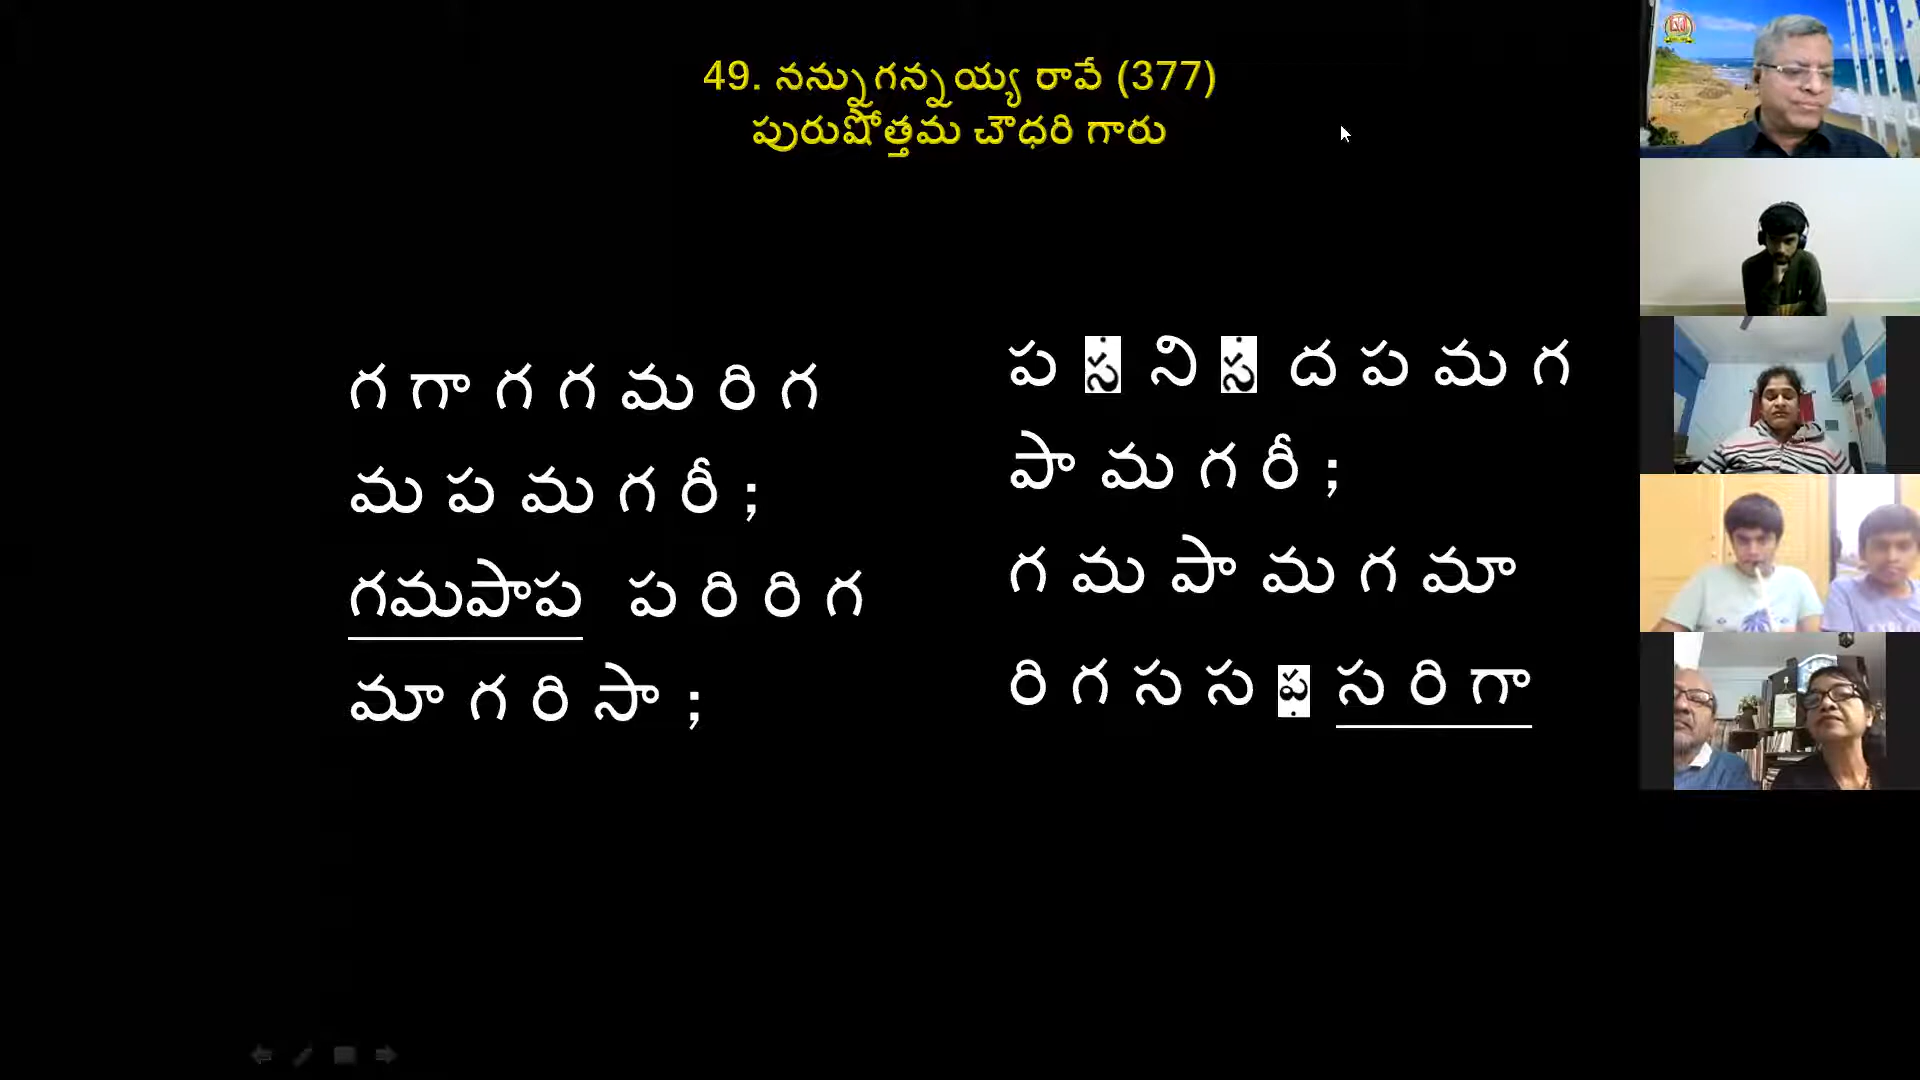 49. నన్నుగన్నయ్య రావే (377)
పురుషోత్తమ చౌధరి గారు
గ గా గ గ మ రి గ
మ ప మ గ రీ ;
గమపాప ప రి రి గ
మా గ రి సా ;
ప స ని స ద ప మ గ
పా మ గ రీ ;
గ మ పా మ గ మా
రి గ స స ప స రి గా